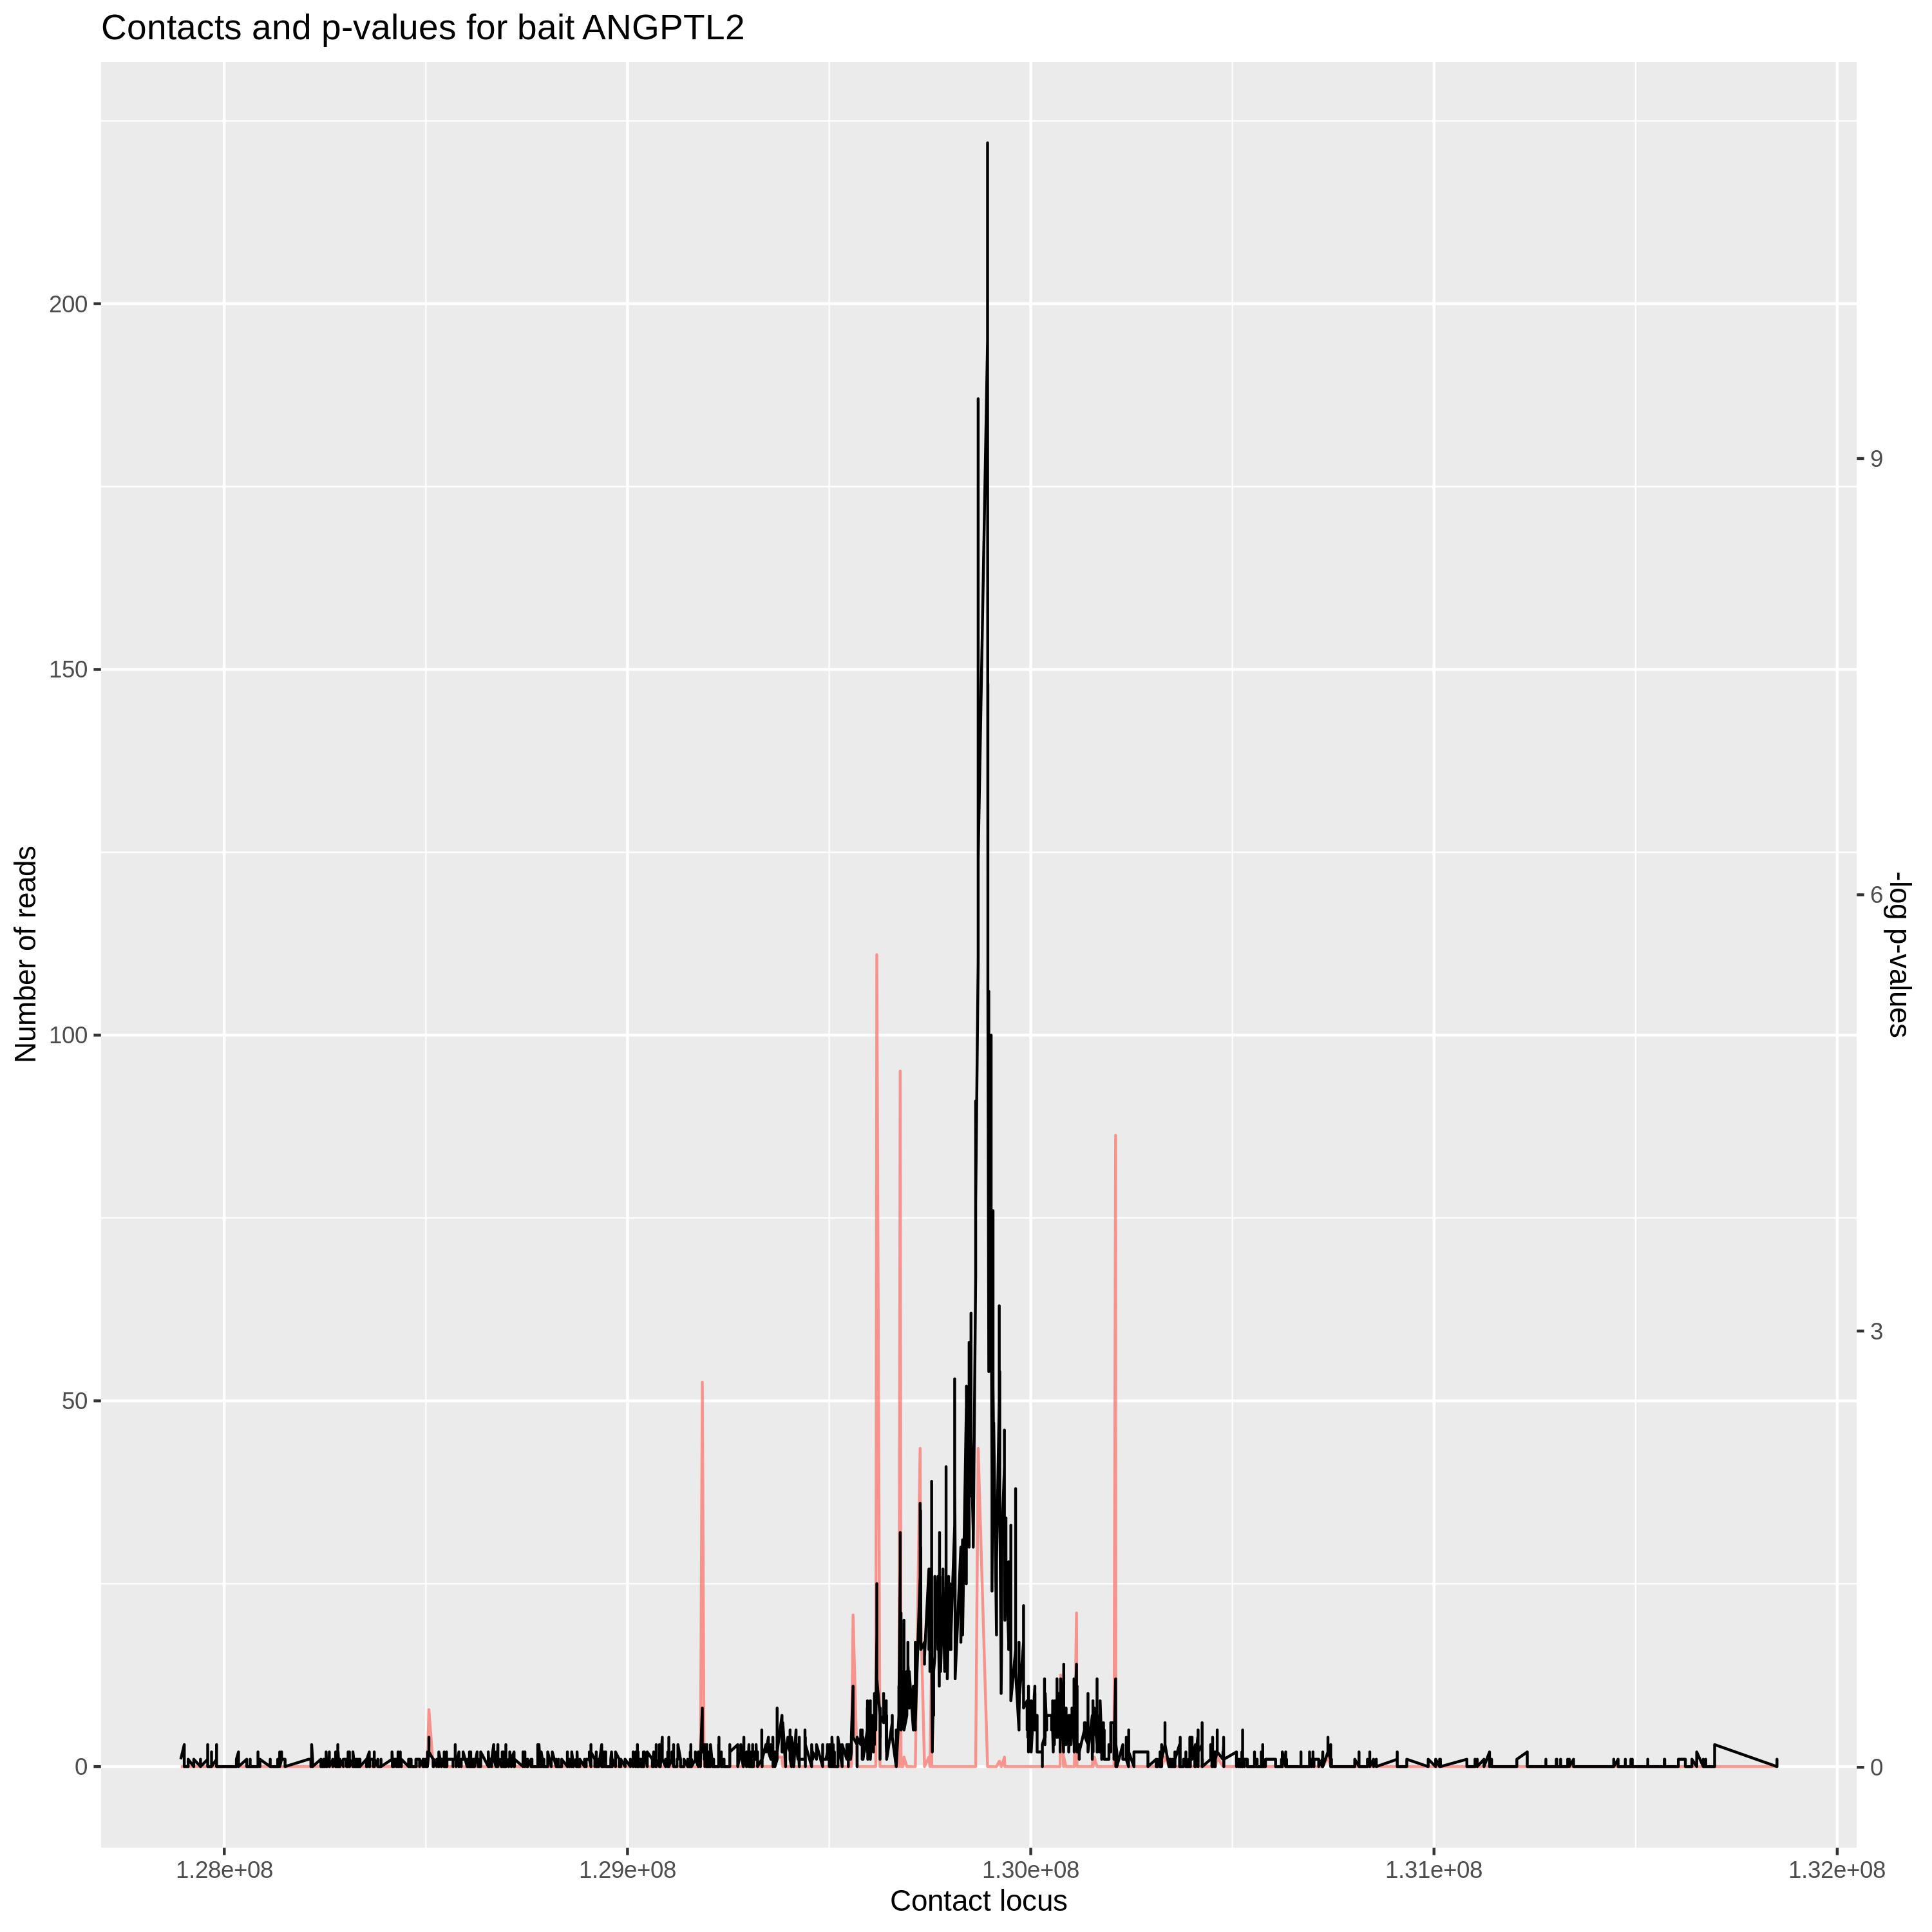 Contacts and p-values for bait ANGPTL2
200
150
100
50
0
Number of reads
9
6
3
0
-log p-values
1.28e+08
1.29e+08
1.30e+08
1.31e+08
1.32e+08
Contact locus